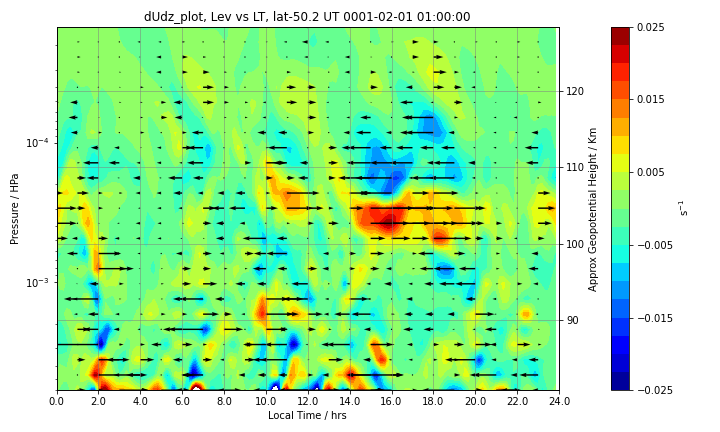 dUdz_plot, Lev vs LT, lat-50.2 UT 0001-02-01 01:00:00
10⁻⁴
10⁻³
Pressure / HPa
0.0 2.0 4.0 6.0 8.0 10.0 12.0 14.0 16.0 18.0 20.0 22.0 24.0
Local Time / hrs
120
110
100
90
Approx Geopotential Height / Km
0.025
0.015
0.005
−0.005
−0.015
−0.025
s⁻¹